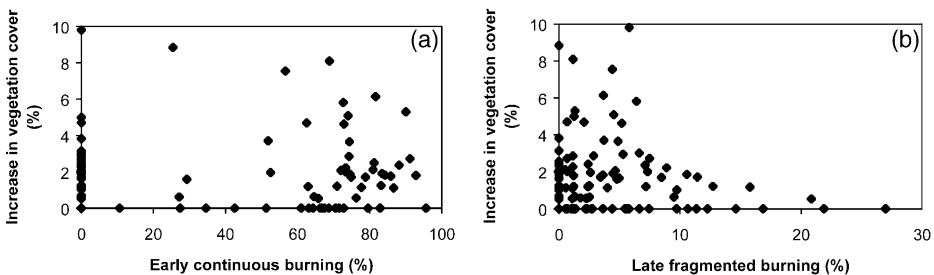 (a)
Increase in vegetation cover
(%)
10
8
6
4
2
0
0 20 40 60 80 100
Early continuous burning (%)
(b)
Increase in vegetation cover
(%)
10
8
6
4
2
0
0 10 20 30
Late fragmented burning (%)